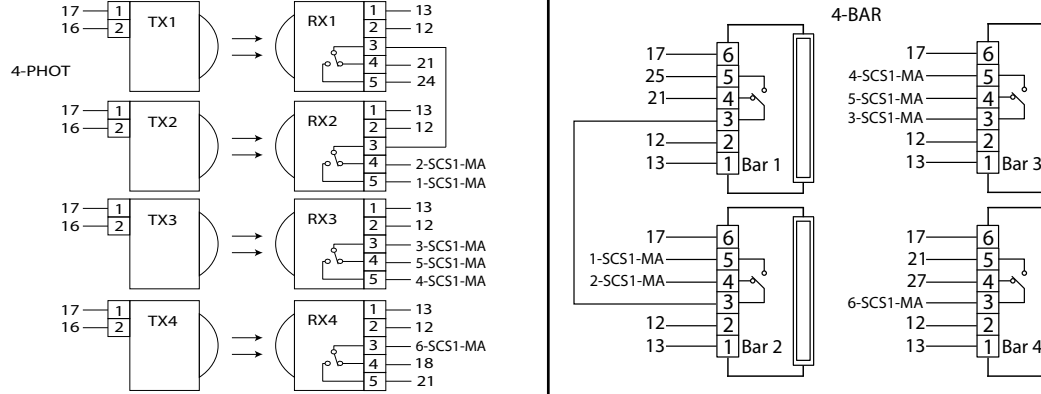 4-PHOT
17 1 TX1 RX1 1 13
16 2 2 12
3
4 21
5 24
17 1 TX2 RX2 1 13
16 2 2 12
3
4 2-SCS1-MA
5 1-SCS1-MA
17 1 TX3 RX3 1 13
16 2 2 12
3 3-SCS1-MA
4 5-SCS1-MA
5 4-SCS1-MA
17 1 TX4 RX4 1 13
16 2 2 12
3 6-SCS1-MA
4 18
5 21
4-BAR
17 6
25 5
21 4
3
12 2
13 1 Bar 1
17 6
4-SCS1-MA 5
5-SCS1-MA 4
3-SCS1-MA 3
12 2
13 1 Bar 3
17 6
1-SCS1-MA 5
2-SCS1-MA 4
3
12 2
13 1 Bar 2
17 6
21 5
27 4
6-SCS1-MA 3
12 2
13 1 Bar 4